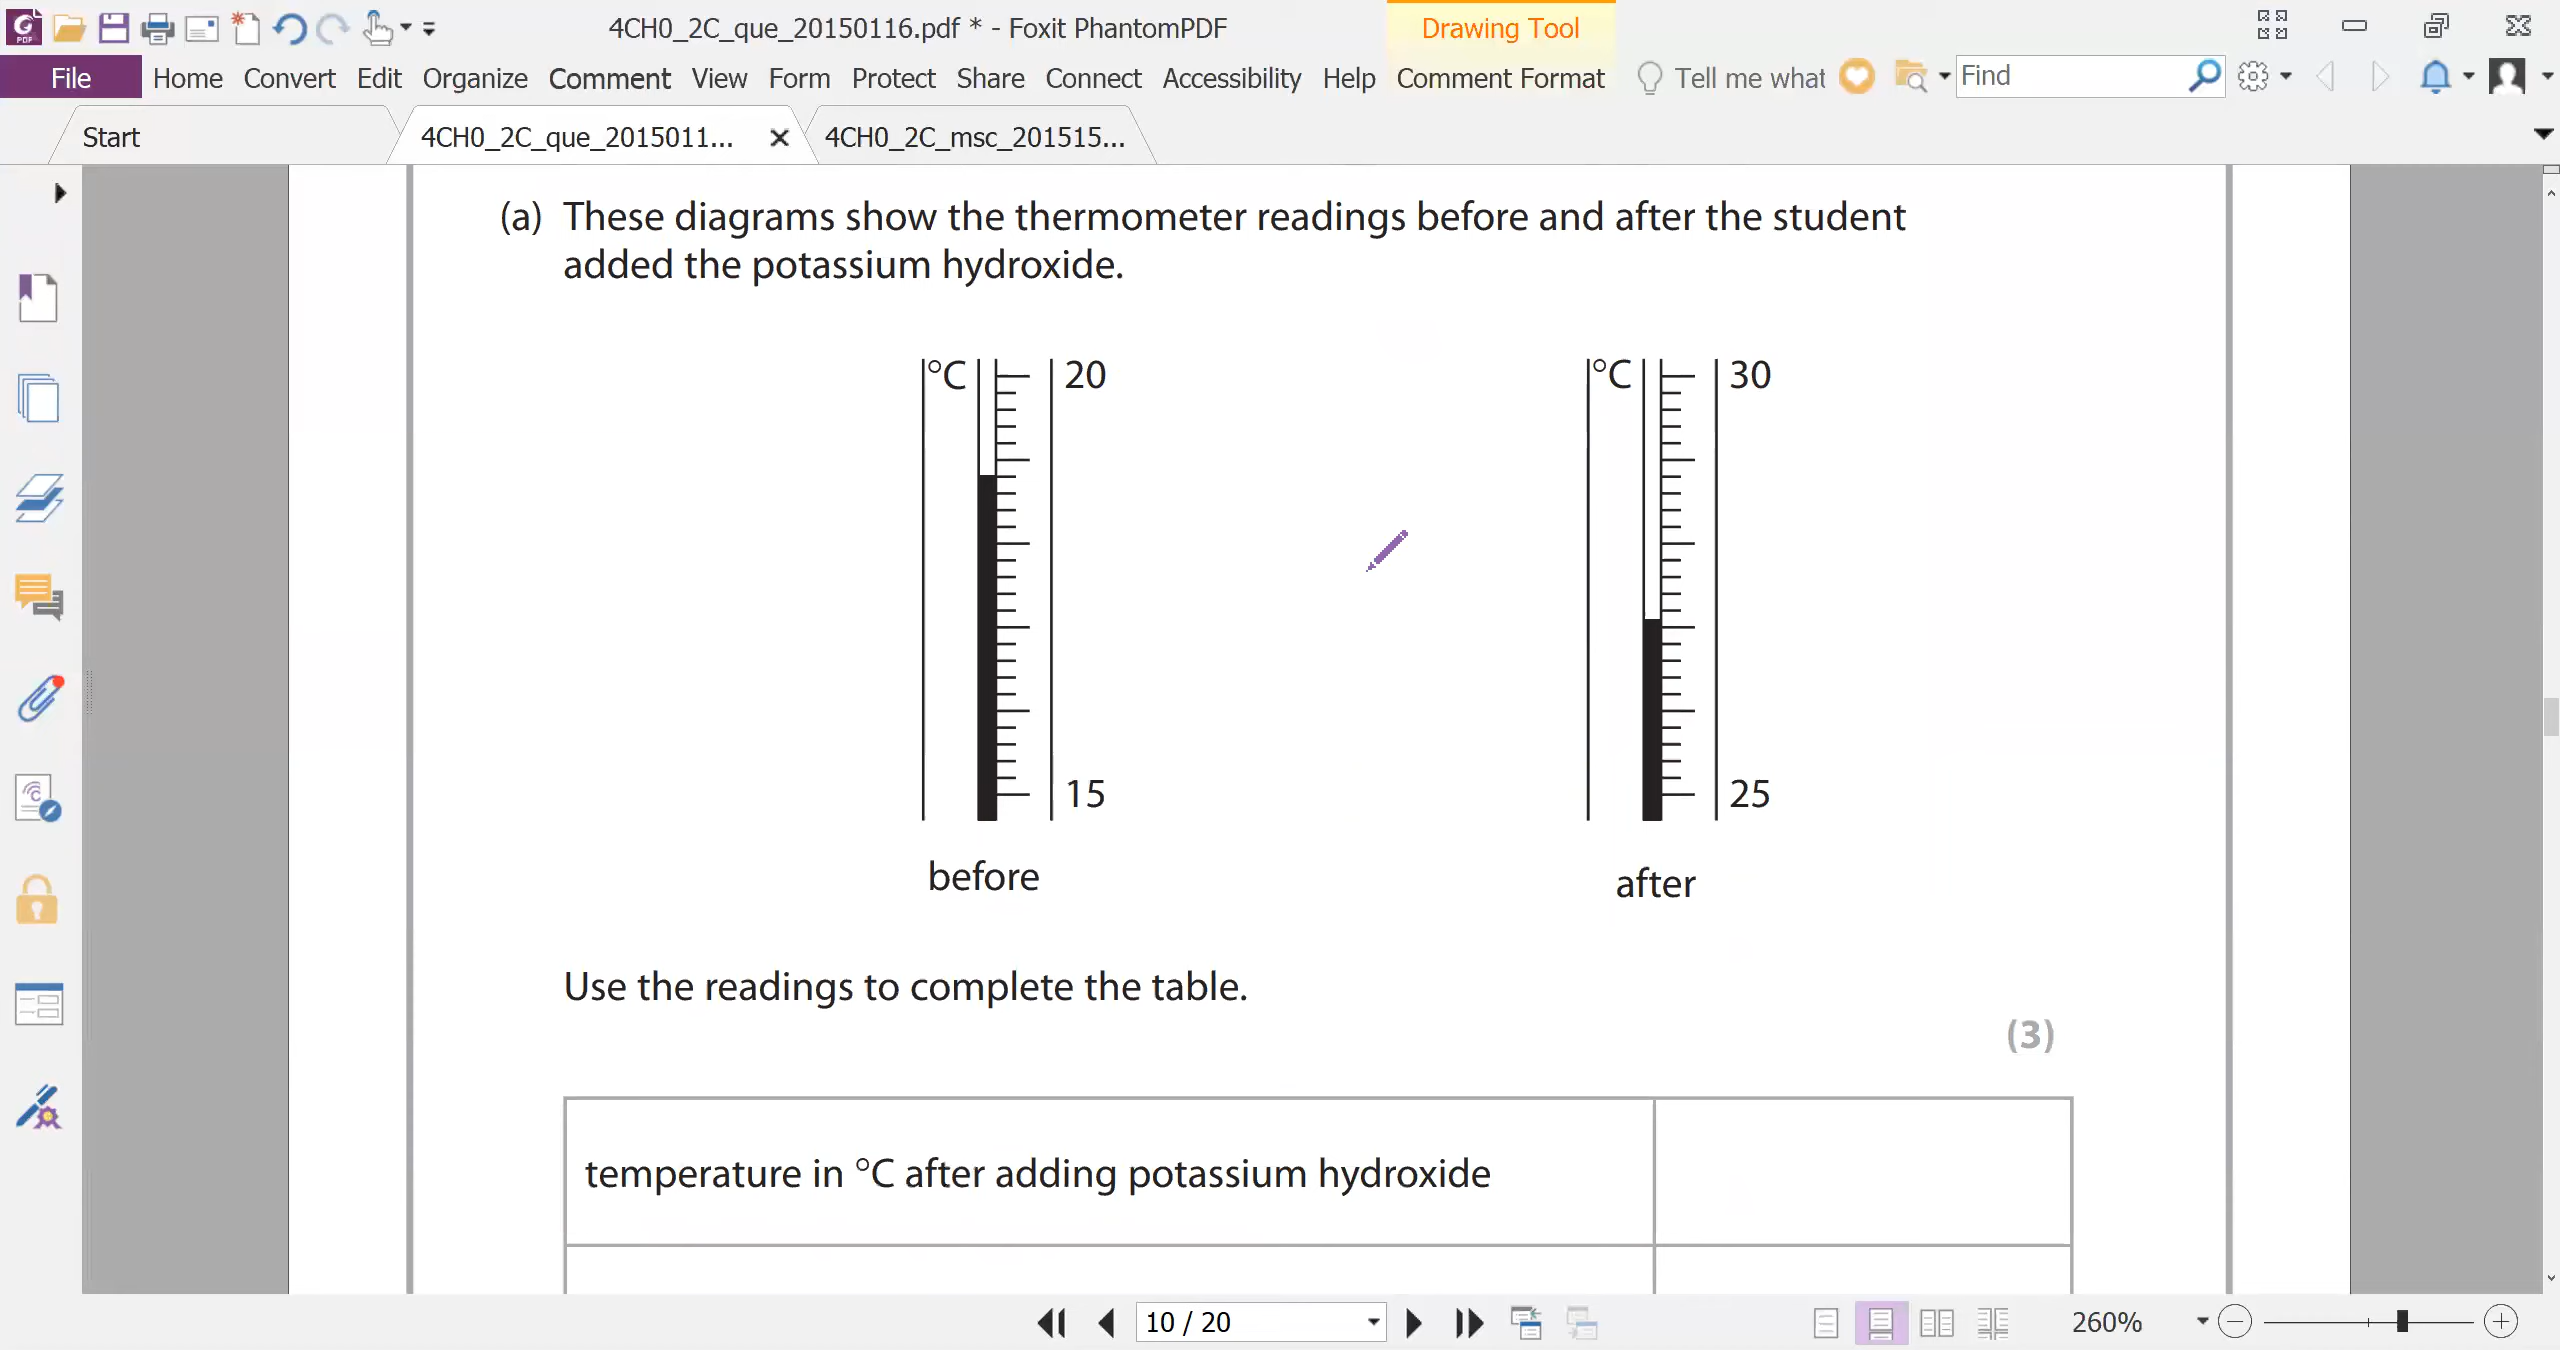 4CH0_2C_que_20150116.pdf * - Foxit PhantomPDF
Drawing Tool
File Home Convert Edit Organize Comment View Form Protect Share Connect Accessibility Help Comment Format Tell me what Find
Start 4CH0_2C_que_2015011... 4CH0_2C_msc_201515...
(a) These diagrams show the thermometer readings before and after the student
added the potassium hydroxide.
°C 20 °C 30
15 25
before after
Use the readings to complete the table.
(3)
temperature in °C after adding potassium hydroxide
10 / 20 260%